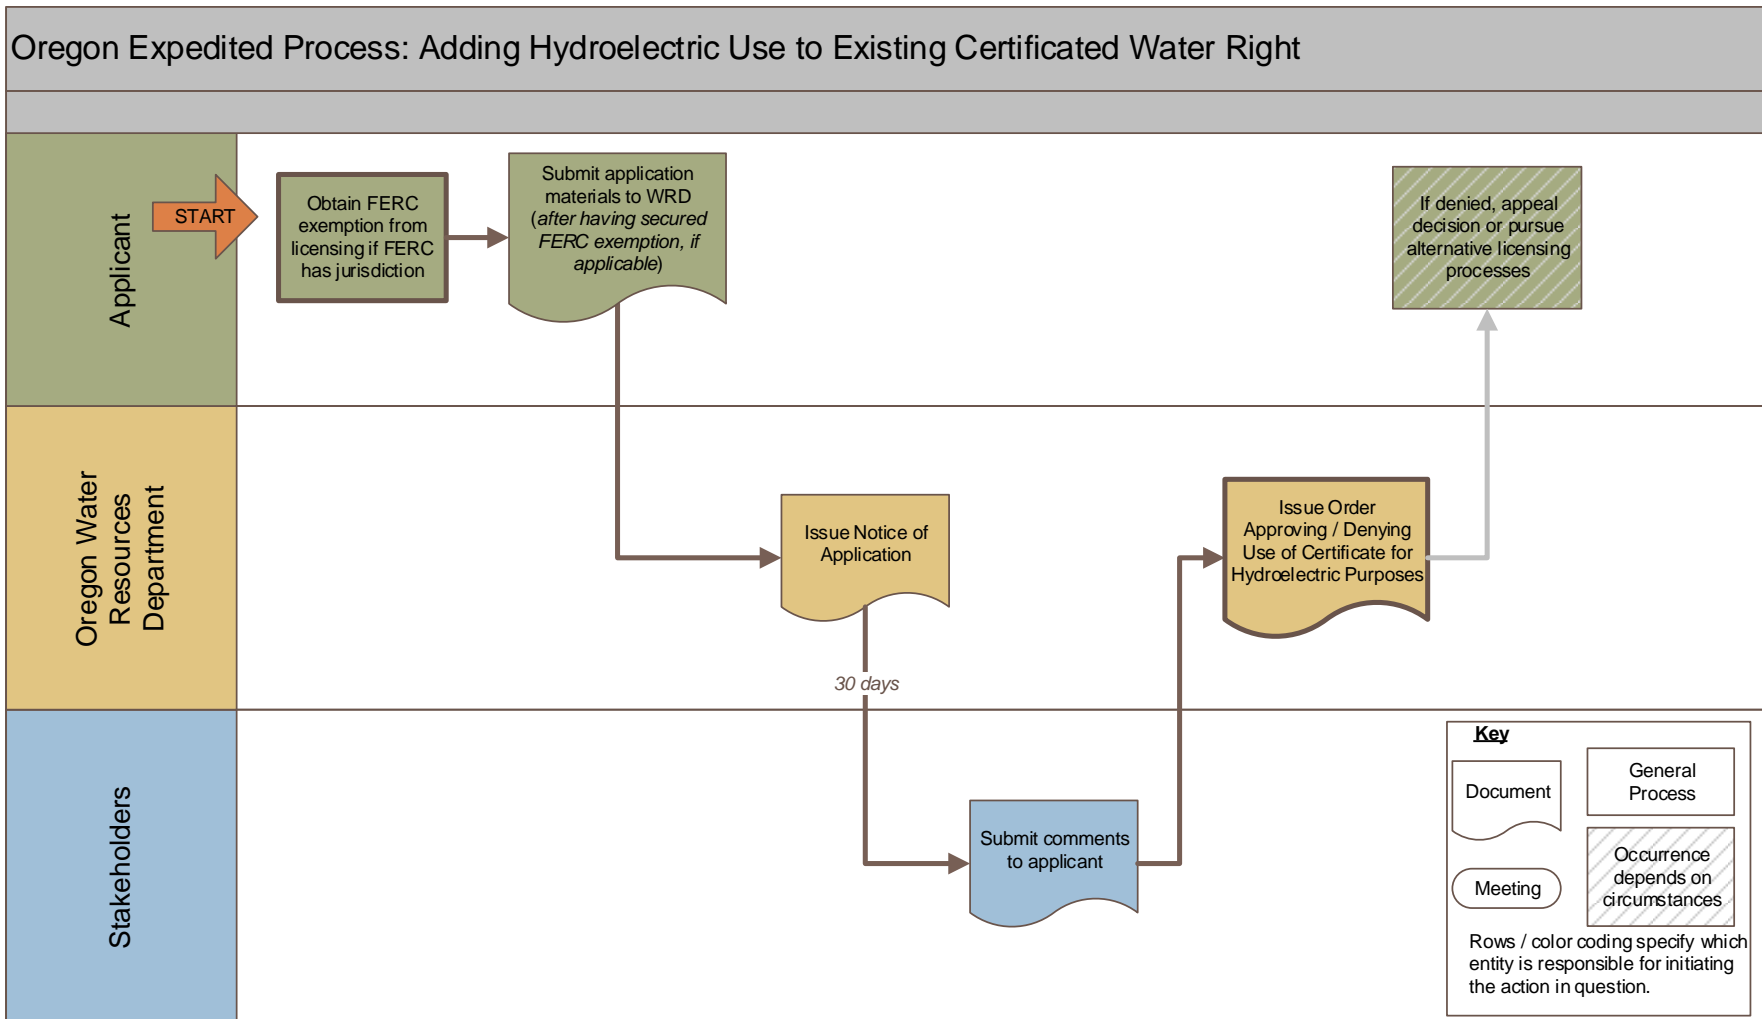 Oregon Expedited Process: Adding Hydroelectric Use to Existing Certificated Water Right
Applicant
START
Obtain FERC
exemption from
licensing if FERC
has jurisdiction
Submit application
materials to WRD
(after having secured
FERC exemption, if
applicable)
If denied, appeal
decision or pursue
alternative licensing
processes
Oregon Water
Resources
Department
Issue Notice of
Application
Issue Order
Approving / Denying
Use of Certificate for
Hydroelectric Purposes
30 days
Stakeholders
Submit comments
to applicant
Key
Document
General
Process
Meeting
Occurrence
depends on
circumstances
Rows / color coding specify which
entity is responsible for initiating
the action in question.